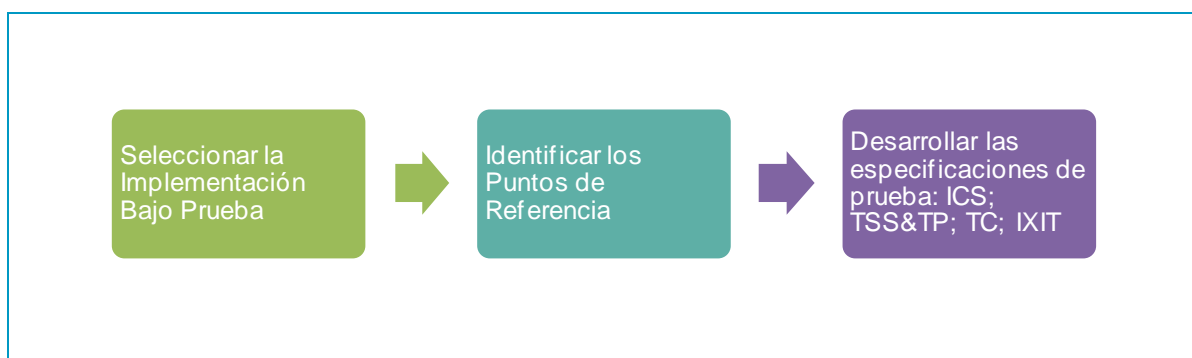 Seleccionar la
Implementación
Bajo Prueba
Identificar los
Puntos de
Referencia
Desarrollar las
especificaciones de
prueba: ICS;
TSS&TP; TC; IXIT